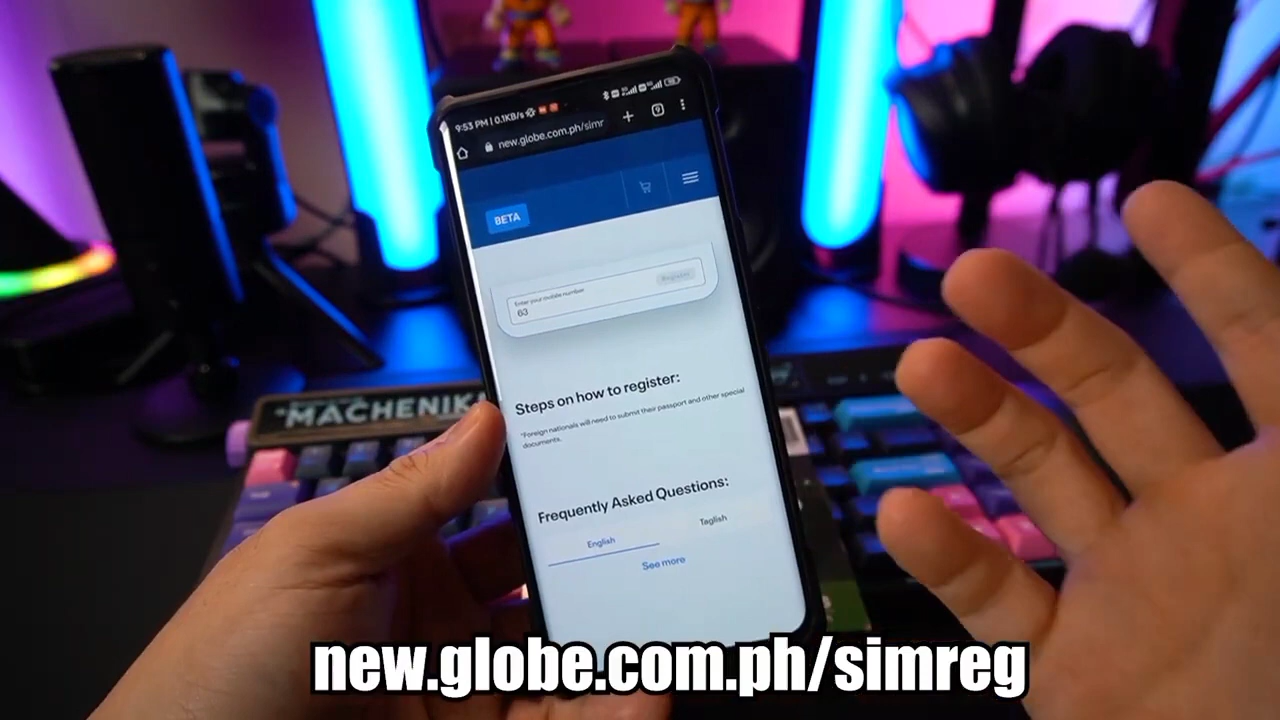 9:53 PM | 0.1KB/s
new.globe.com.ph/simr
BETA
Enter your mobile number
63
Register
Steps on how to register:
*Foreign nationals will need to submit their passport and other special
documents.
Frequently Asked Questions:
English
Taglish
See more
MACHENIK
new.globe.com.ph/simreg